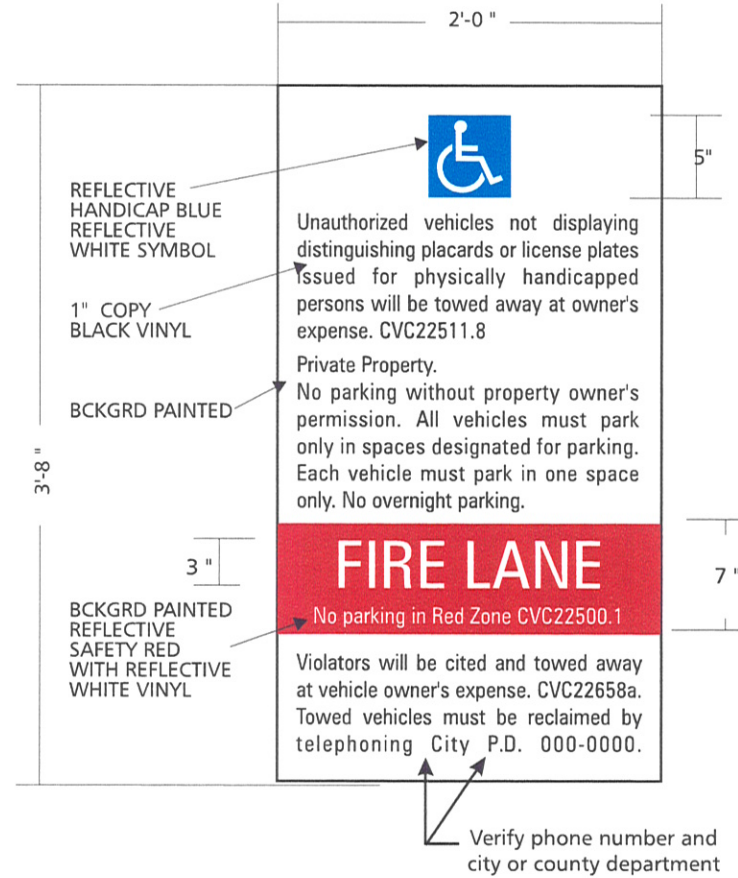 2'-0 "
5"
REFLECTIVE
HANDICAP BLUE
REFLECTIVE
WHITE SYMBOL
1" COPY
BLACK VINYL
BCKGRD PAINTED
3'-8 "
Unauthorized vehicles not displaying
distinguishing placards or license plates
issued for physically handicapped
persons will be towed away at owner's
expense. CVC22511.8
Private Property.
No parking without property owner's
permission. All vehicles must park
only in spaces designated for parking.
Each vehicle must park in one space
only. No overnight parking.
3 "
7 "
BCKGRD PAINTED
REFLECTIVE
SAFETY RED
WITH REFLECTIVE
WHITE VINYL
FIRE LANE
No parking in Red Zone CVC22500.1
Violators will be cited and towed away
at vehicle owner's expense. CVC22658a.
Towed vehicles must be reclaimed by
telephoning City P.D. 000-0000.
Verify phone number and
city or county department